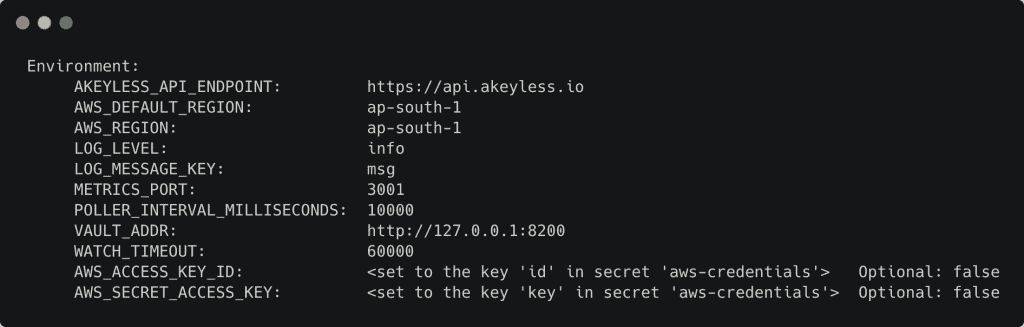 Environment:
AKEYLESS_API_ENDPOINT: https://api.akeyless.io
AWS_DEFAULT_REGION: ap-south-1
AWS_REGION: ap-south-1
LOG_LEVEL: info
LOG_MESSAGE_KEY: msg
METRICS_PORT: 3001
POLLER_INTERVAL_MILLISECONDS: 10000
VAULT_ADDR: http://127.0.0.1:8200
WATCH_TIMEOUT: 60000
AWS_ACCESS_KEY_ID: <set to the key 'id' in secret 'aws-credentials'> Optional: false
AWS_SECRET_ACCESS_KEY: <set to the key 'key' in secret 'aws-credentials'> Optional: false